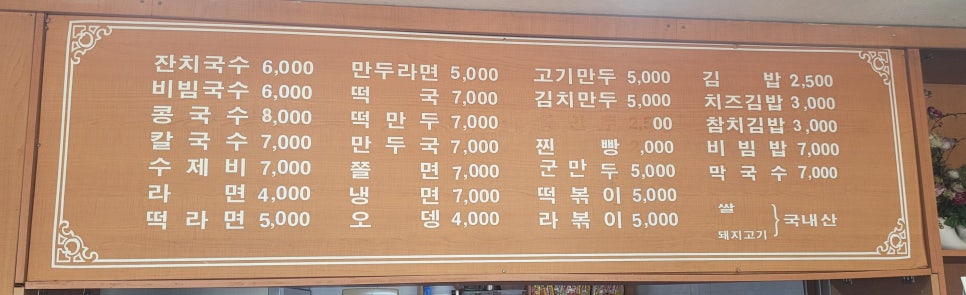 잔치국수 6,000
비빔국수 6,000
콩국수 8,000
칼국수 7,000
수제비 7,000
라면 4,000
떡라면 5,000
만두라면 5,000
떡국 7,000
떡만두 7,000
만두국 7,000
쫄면 7,000
냉면 7,000
오뎅 4,000
고기만두 5,000
김치만두 5,000
00
찐빵 ,000
군만두 5,000
떡볶이 5,000
라볶이 5,000
김밥 2,500
치즈김밥 3,000
참치김밥 3,000
비빔밥 7,000
막국수 7,000
쌀
돼지고기
국내산